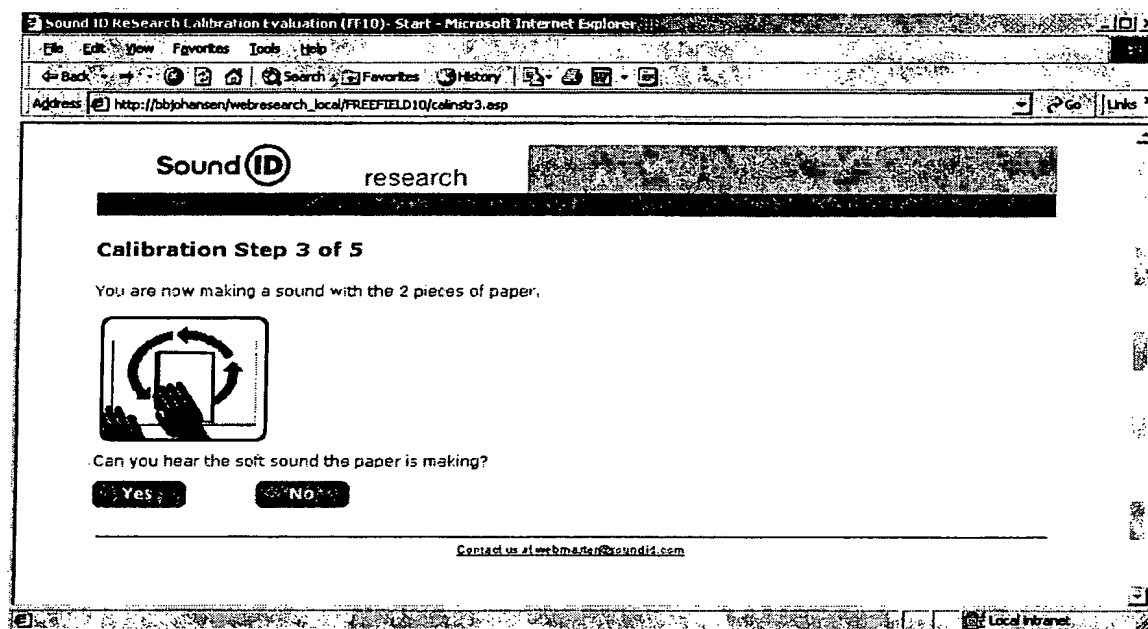 Sound ID ReSearch Calibration Evaluation (FF10)- Start - Microsoft Internet Explorer
File Edit View Favorites Tools Help
Back Search Favorites History
Address http://bbjohansen/webresearch_local/FREEFIELD10/calinstr3.asp Go Links
Sound ID research
Calibration Step 3 of 5
You are now making a sound with the 2 pieces of paper.
Can you hear the soft sound the paper is making?
Yes No
Contact us at webmaster@soundid.com
Local intranet